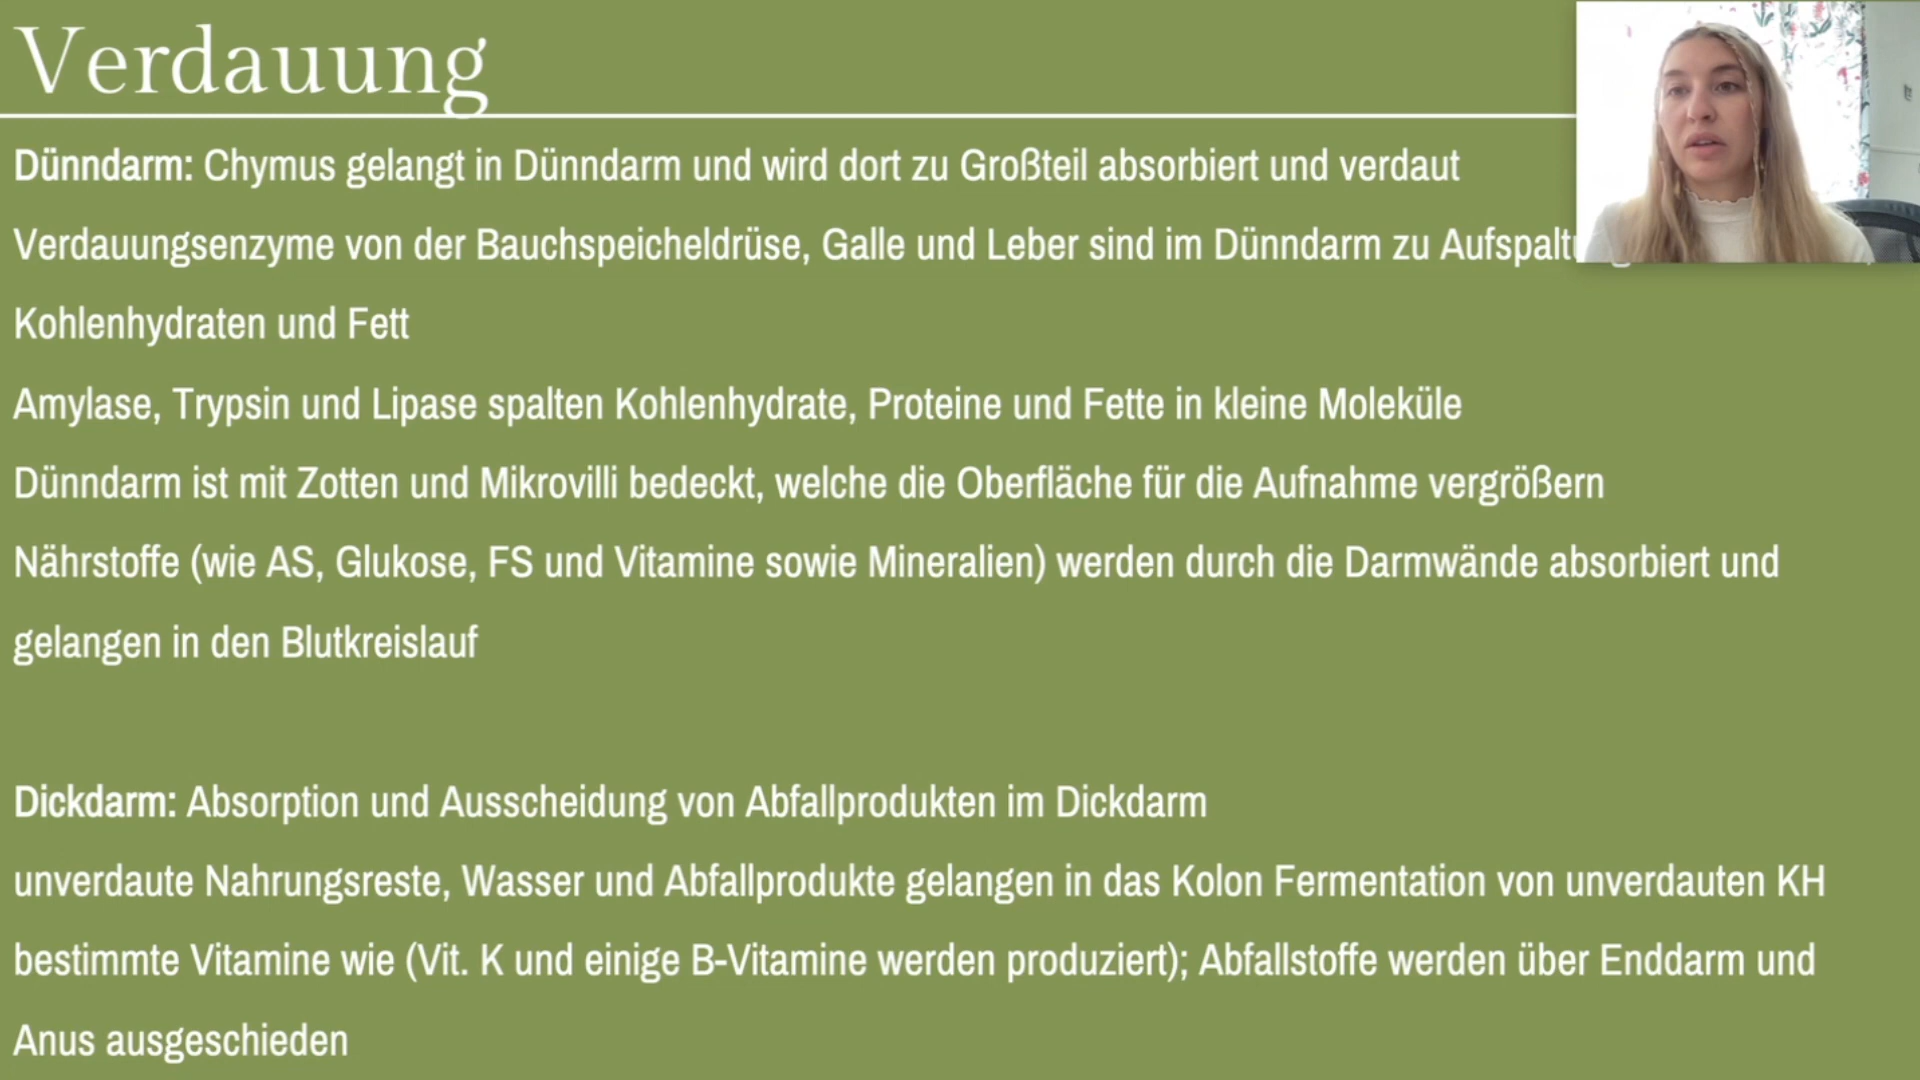 Verdauung
Dünndarm: Chymus gelangt in Dünndarm und wird dort zu Großteil absorbiert und verdaut
Verdauungsenzyme von der Bauchspeicheldrüse, Galle und Leber sind im Dünndarm zu
Kohlenhydraten und Fett
Amylase, Trypsin und Lipase spalten Kohlenhydrate, Proteine und Fette in kleine Moleküle
Dünndarm ist mit Zotten und Mikrovilli bedeckt, welche die Oberfläche für die Aufnahme vergrößern
Nährstoffe (wie AS, Glukose, FS und Vitamine sowie Mineralien) werden durch die Darmwände absorbiert und
gelangen in den Blutkreislauf
Dickdarm: Absorption und Ausscheidung von Abfallprodukten im Dickdarm
unverdaute Nahrungsreste, Wasser und Abfallprodukte gelangen in das Kolon Fermentation von unverdauten KH
bestimmte Vitamine wie (Vit. K und einige B-Vitamine werden produziert); Abfallstoffe werden über Enddarm und
Anus ausgeschieden